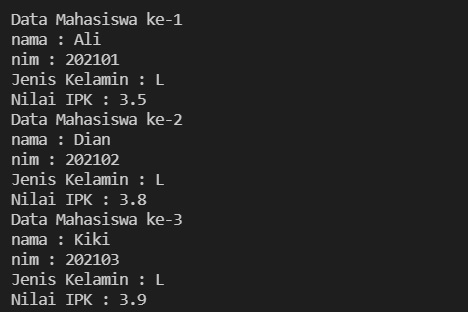 Data Mahasiswa ke-1
nama : Ali
nim : 202101
Jenis Kelamin : L
Nilai IPK : 3.5
Data Mahasiswa ke-2
nama : Dian
nim : 202102
Jenis Kelamin : L
Nilai IPK : 3.8
Data Mahasiswa ke-3
nama : Kiki
nim : 202103
Jenis Kelamin : L
Nilai IPK : 3.9